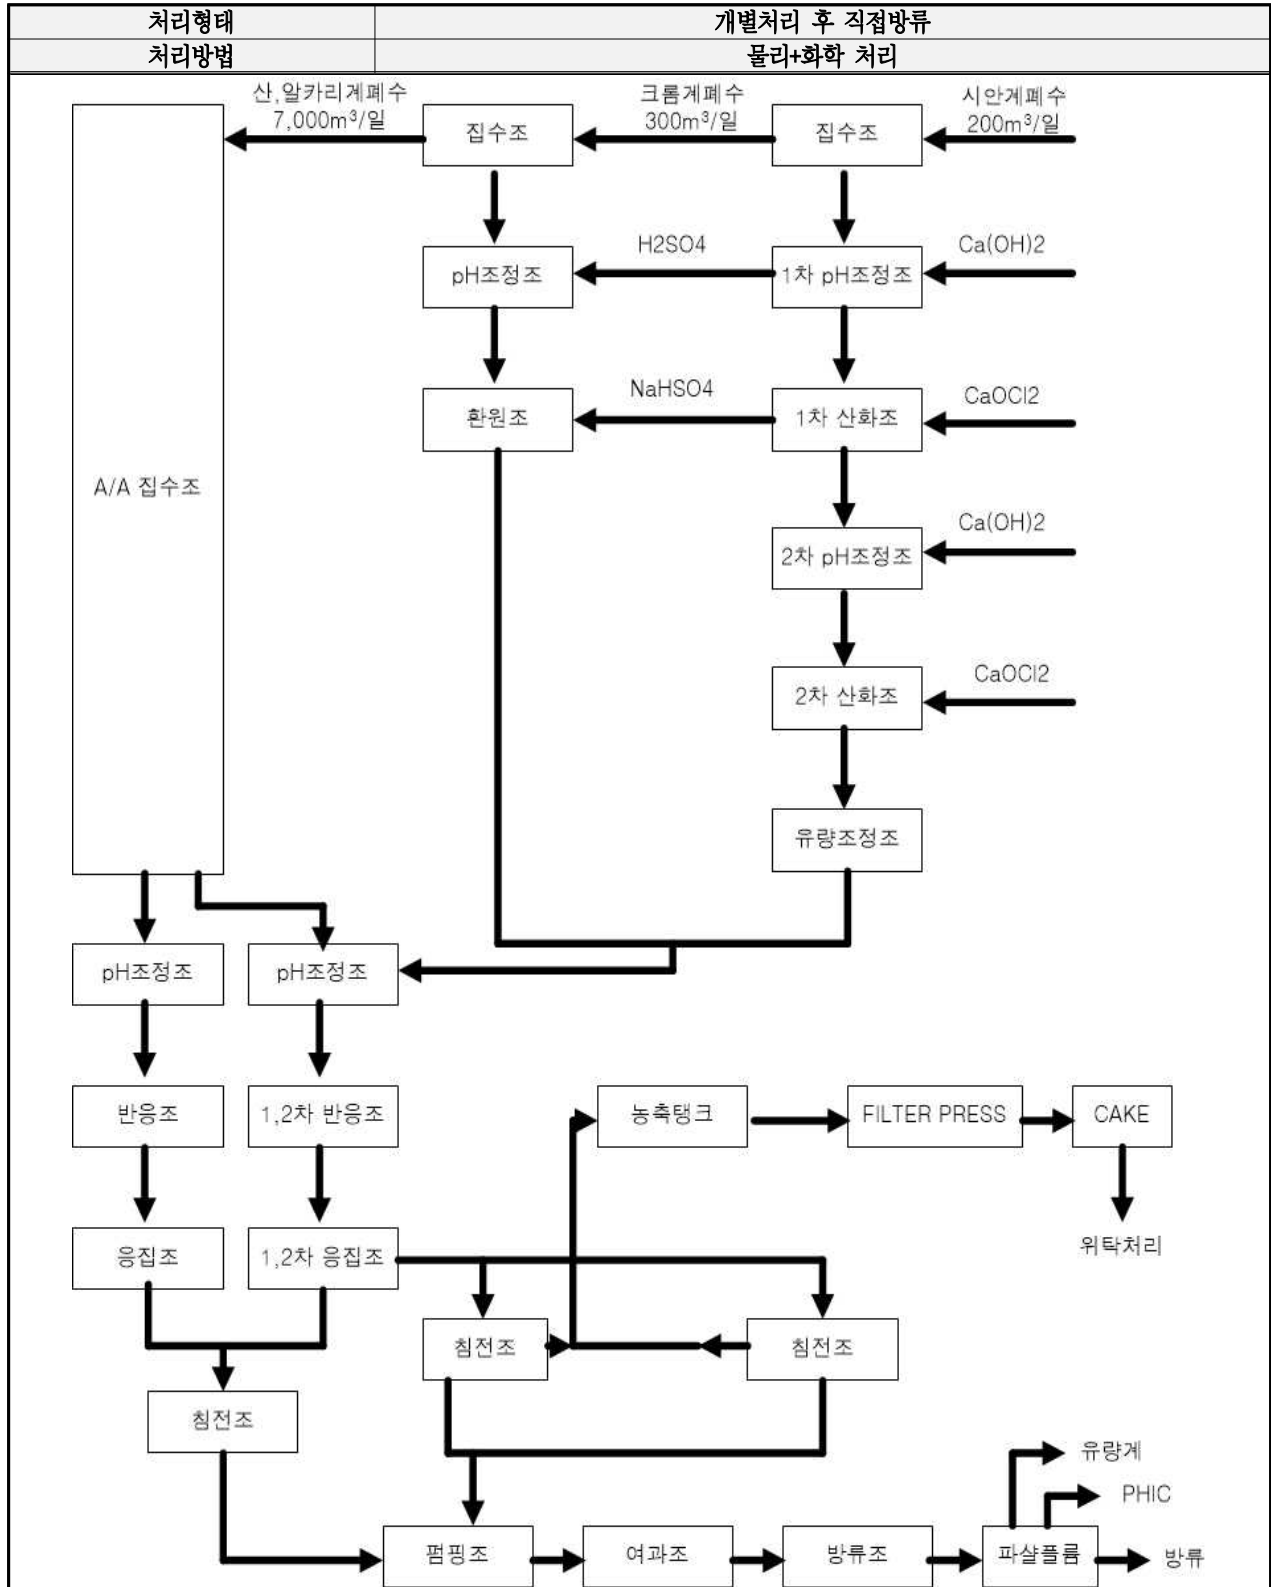 처리형태 개별처리 후 직접방류
처리방법 물리+화학 처리
산,알카리계폐수
7,000m³/일
크롬계폐수
300m³/일
시안계폐수
200m³/일
집수조
집수조
H2SO4
Ca(OH)2
pH조정조
1차 pH조정조
NaHSO4
CaOCl2
환원조
1차 산화조
A/A 집수조
Ca(OH)2
2차 pH조정조
CaOCl2
2차 산화조
유량조정조
pH조정조
pH조정조
반응조
1,2차 반응조
농축탱크
FILTER PRESS
CAKE
위탁처리
응집조
1,2차 응집조
침전조
침전조
침전조
유량계
PHIC
펌핑조
여과조
방류조
파샬플룸
방류